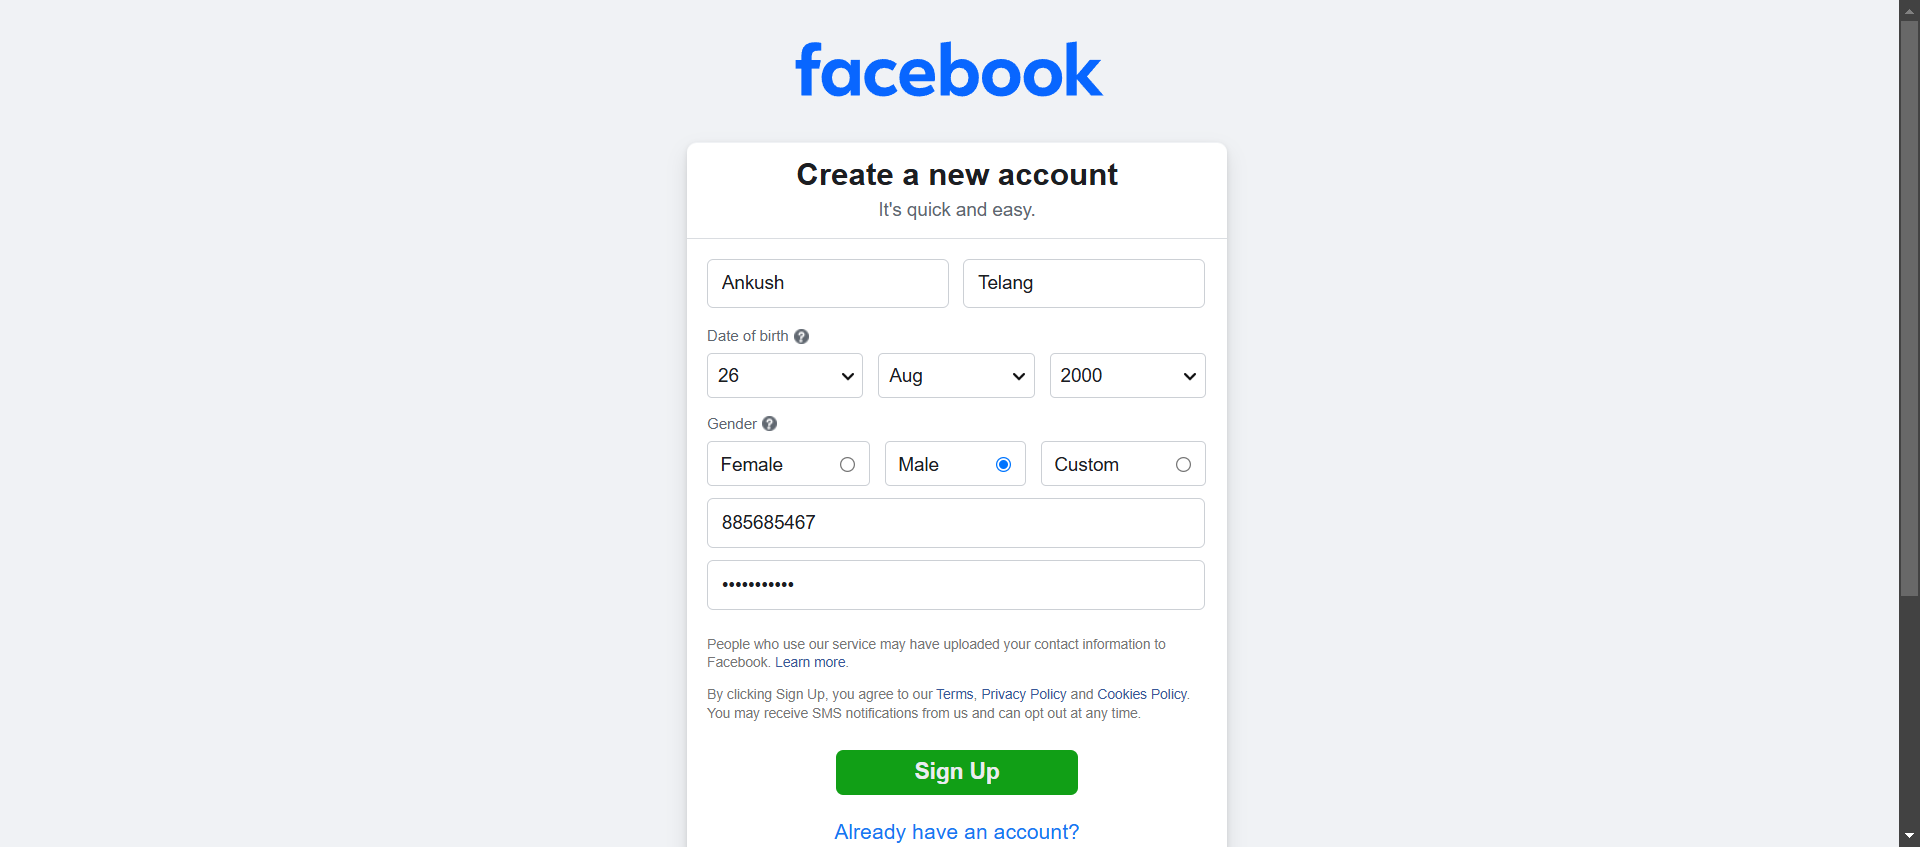 facebook
Create a new account
It's quick and easy.
Ankush Telang
Date of birth ?
26 Aug 2000
Gender ?
Female Male Custom
885685467
•••••••••••
People who use our service may have uploaded your contact information to
Facebook. Learn more.
By clicking Sign Up, you agree to our Terms, Privacy Policy and Cookies Policy.
You may receive SMS notifications from us and can opt out at any time.
Sign Up
Already have an account?